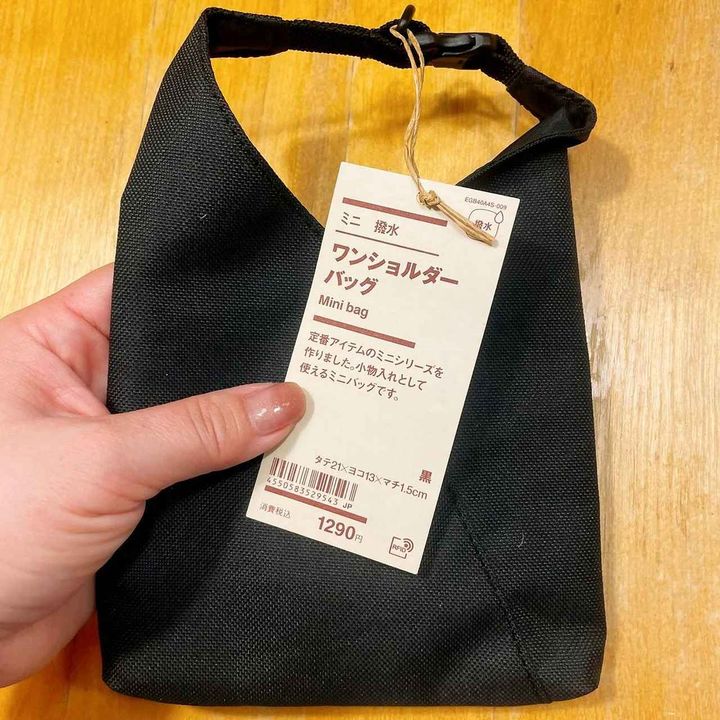 EGB40A4S-009
撥水
ミニ 撥水
ワンショルダー
バッグ
Mini bag
定番アイテムのミニシリーズを
作りました。小物入れとして
使えるミニバッグです。
黒
タテ21×ヨコ13×マチ1.5cm
4550583529543 JP
消費税込 1290円
RFID